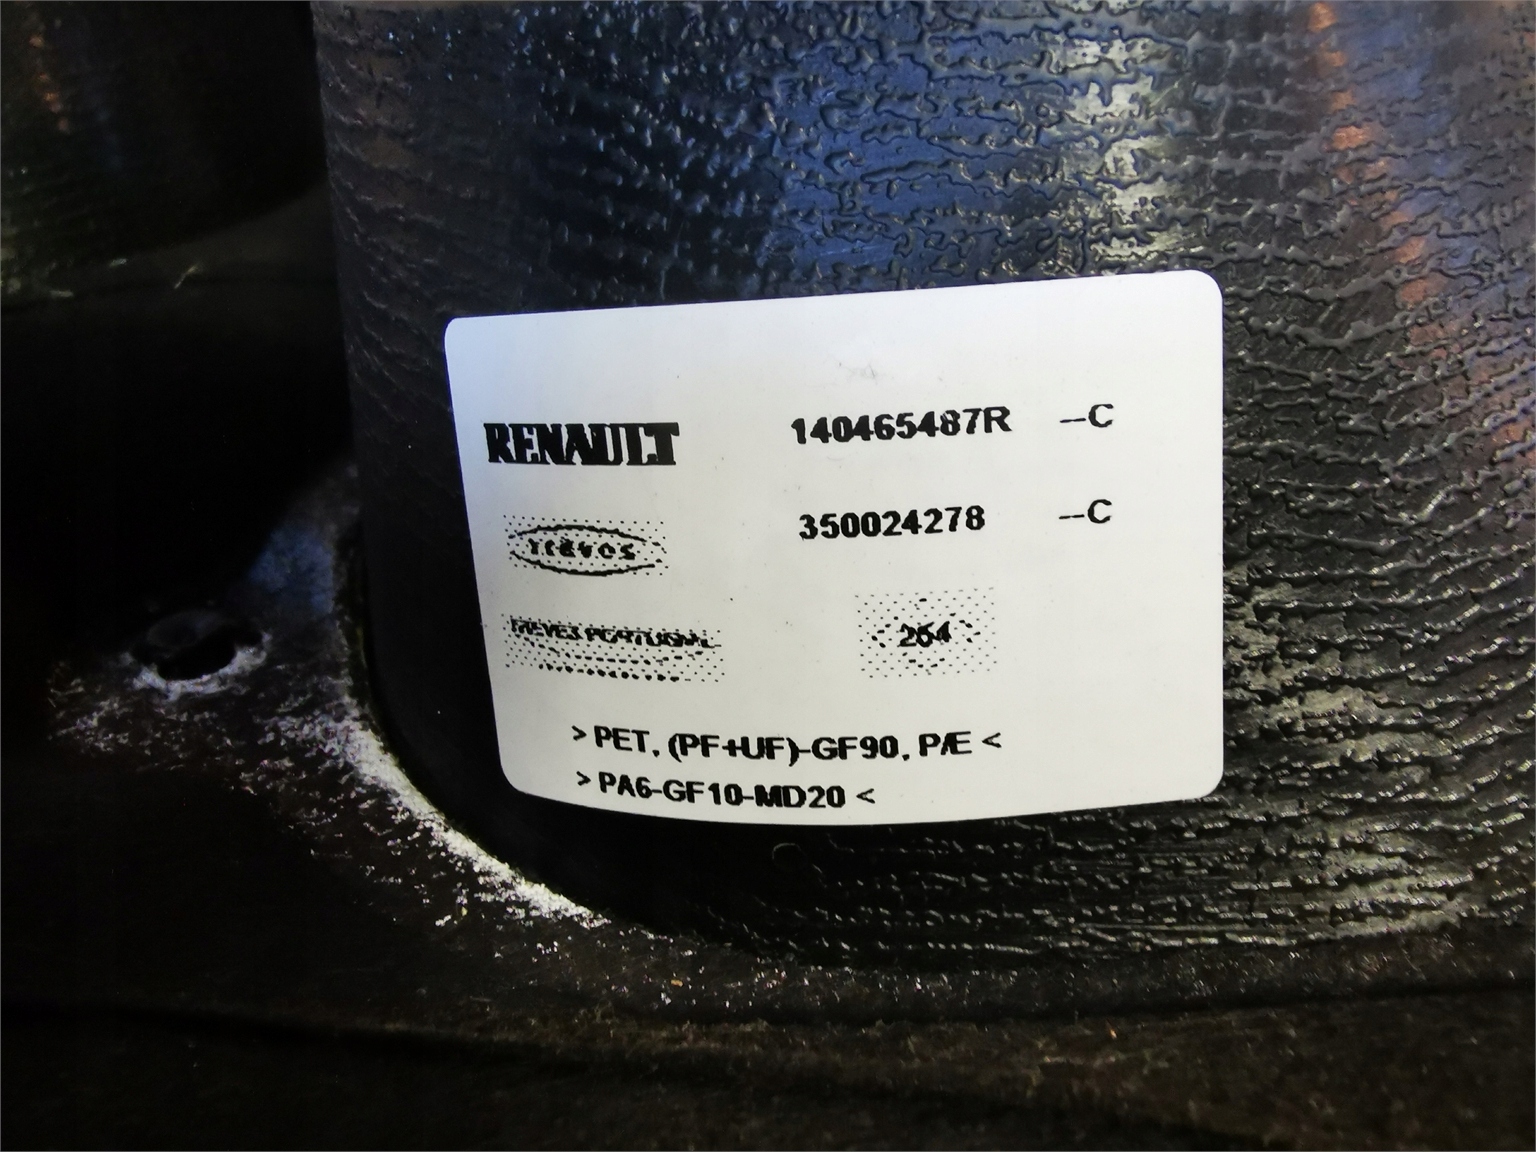 RENAULT 140465487R --C
350024278 --C
264
> PET, (PF+UF)-GF90, P/E <
> PA6-GF10-MD20 <